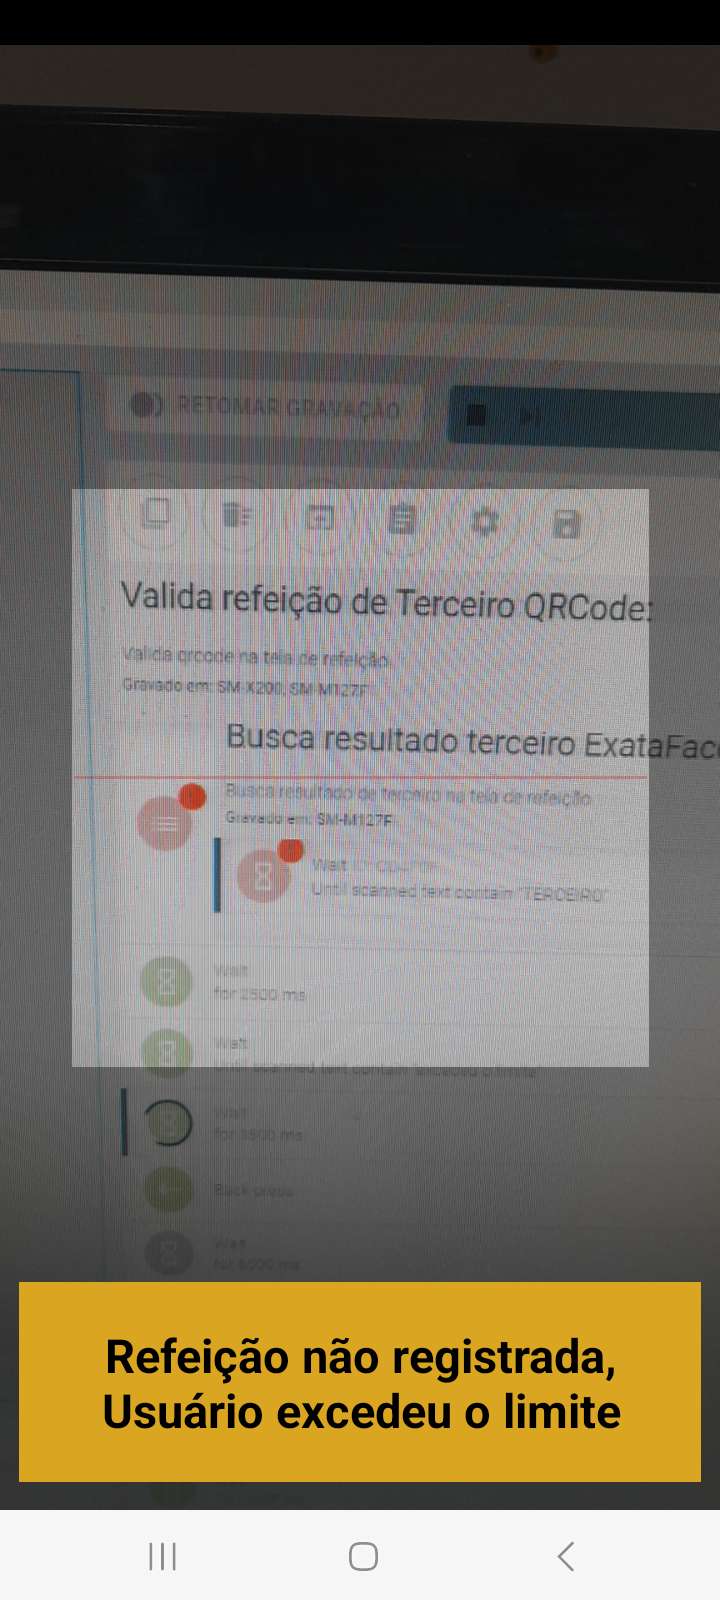 RETOMAR GRAVAÇÃO
Valida refeição de Terceiro QRCode:
Valida qrcode na tela de refeição
Gravado em: SM-X200, SM-M127F
Busca resultado terceiro ExataFac
Busca resultado de terceiro na tela de refeição
Gravado em: SM-M127F
Wait
Until scanned text contain "TERCEIRO"
Wait
for 2500 ms
Wait
Until scanned text contain "excedeu o limite"
Wait
for 3500 ms
Back press
Wait
for ms
Refeição não registrada,
Usuário excedeu o limite